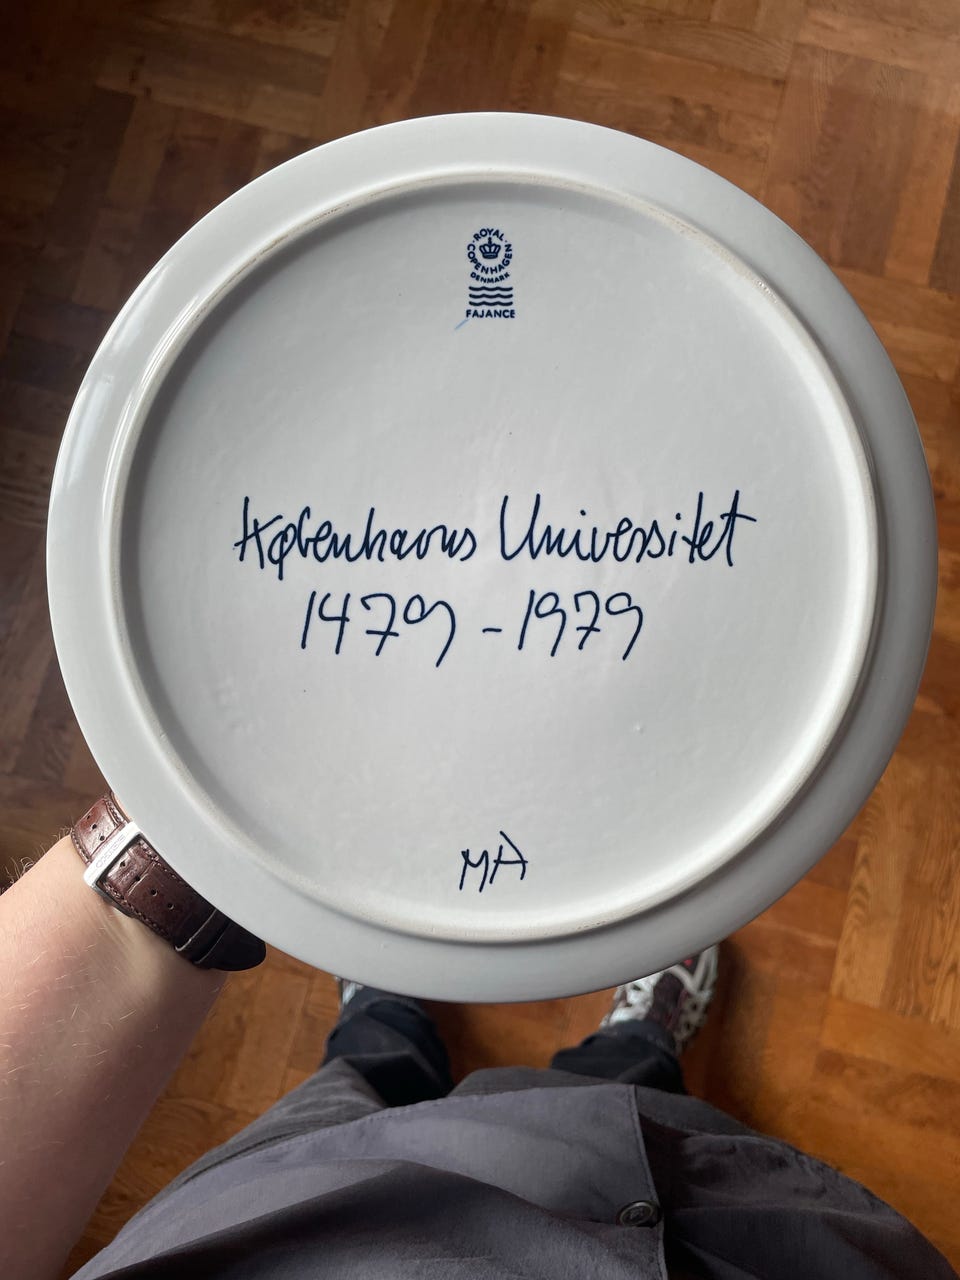 ROYAL
COPENHAGEN
DENMARK
FAJANCE
Københavns Universitet
1479-1979
MA